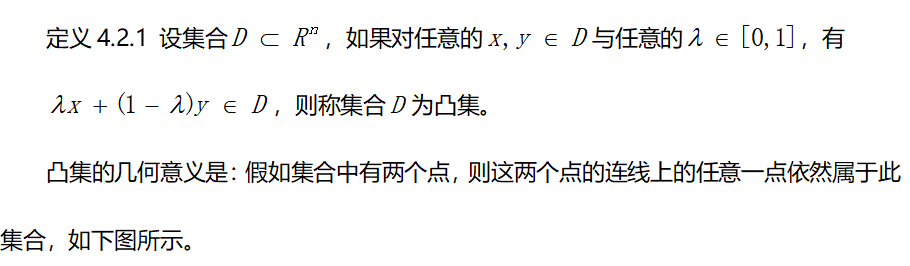 定义 4.2.1 设集合 D ⊂ Rⁿ，如果对任意的 x, y ∈ D 与任意的 λ ∈ [0,1]，有
λx + (1 − λ)y ∈ D，则称集合 D 为凸集。
凸集的几何意义是：假如集合中有两个点，则这两个点的连线上的任意一点依然属于此
集合，如下图所示。